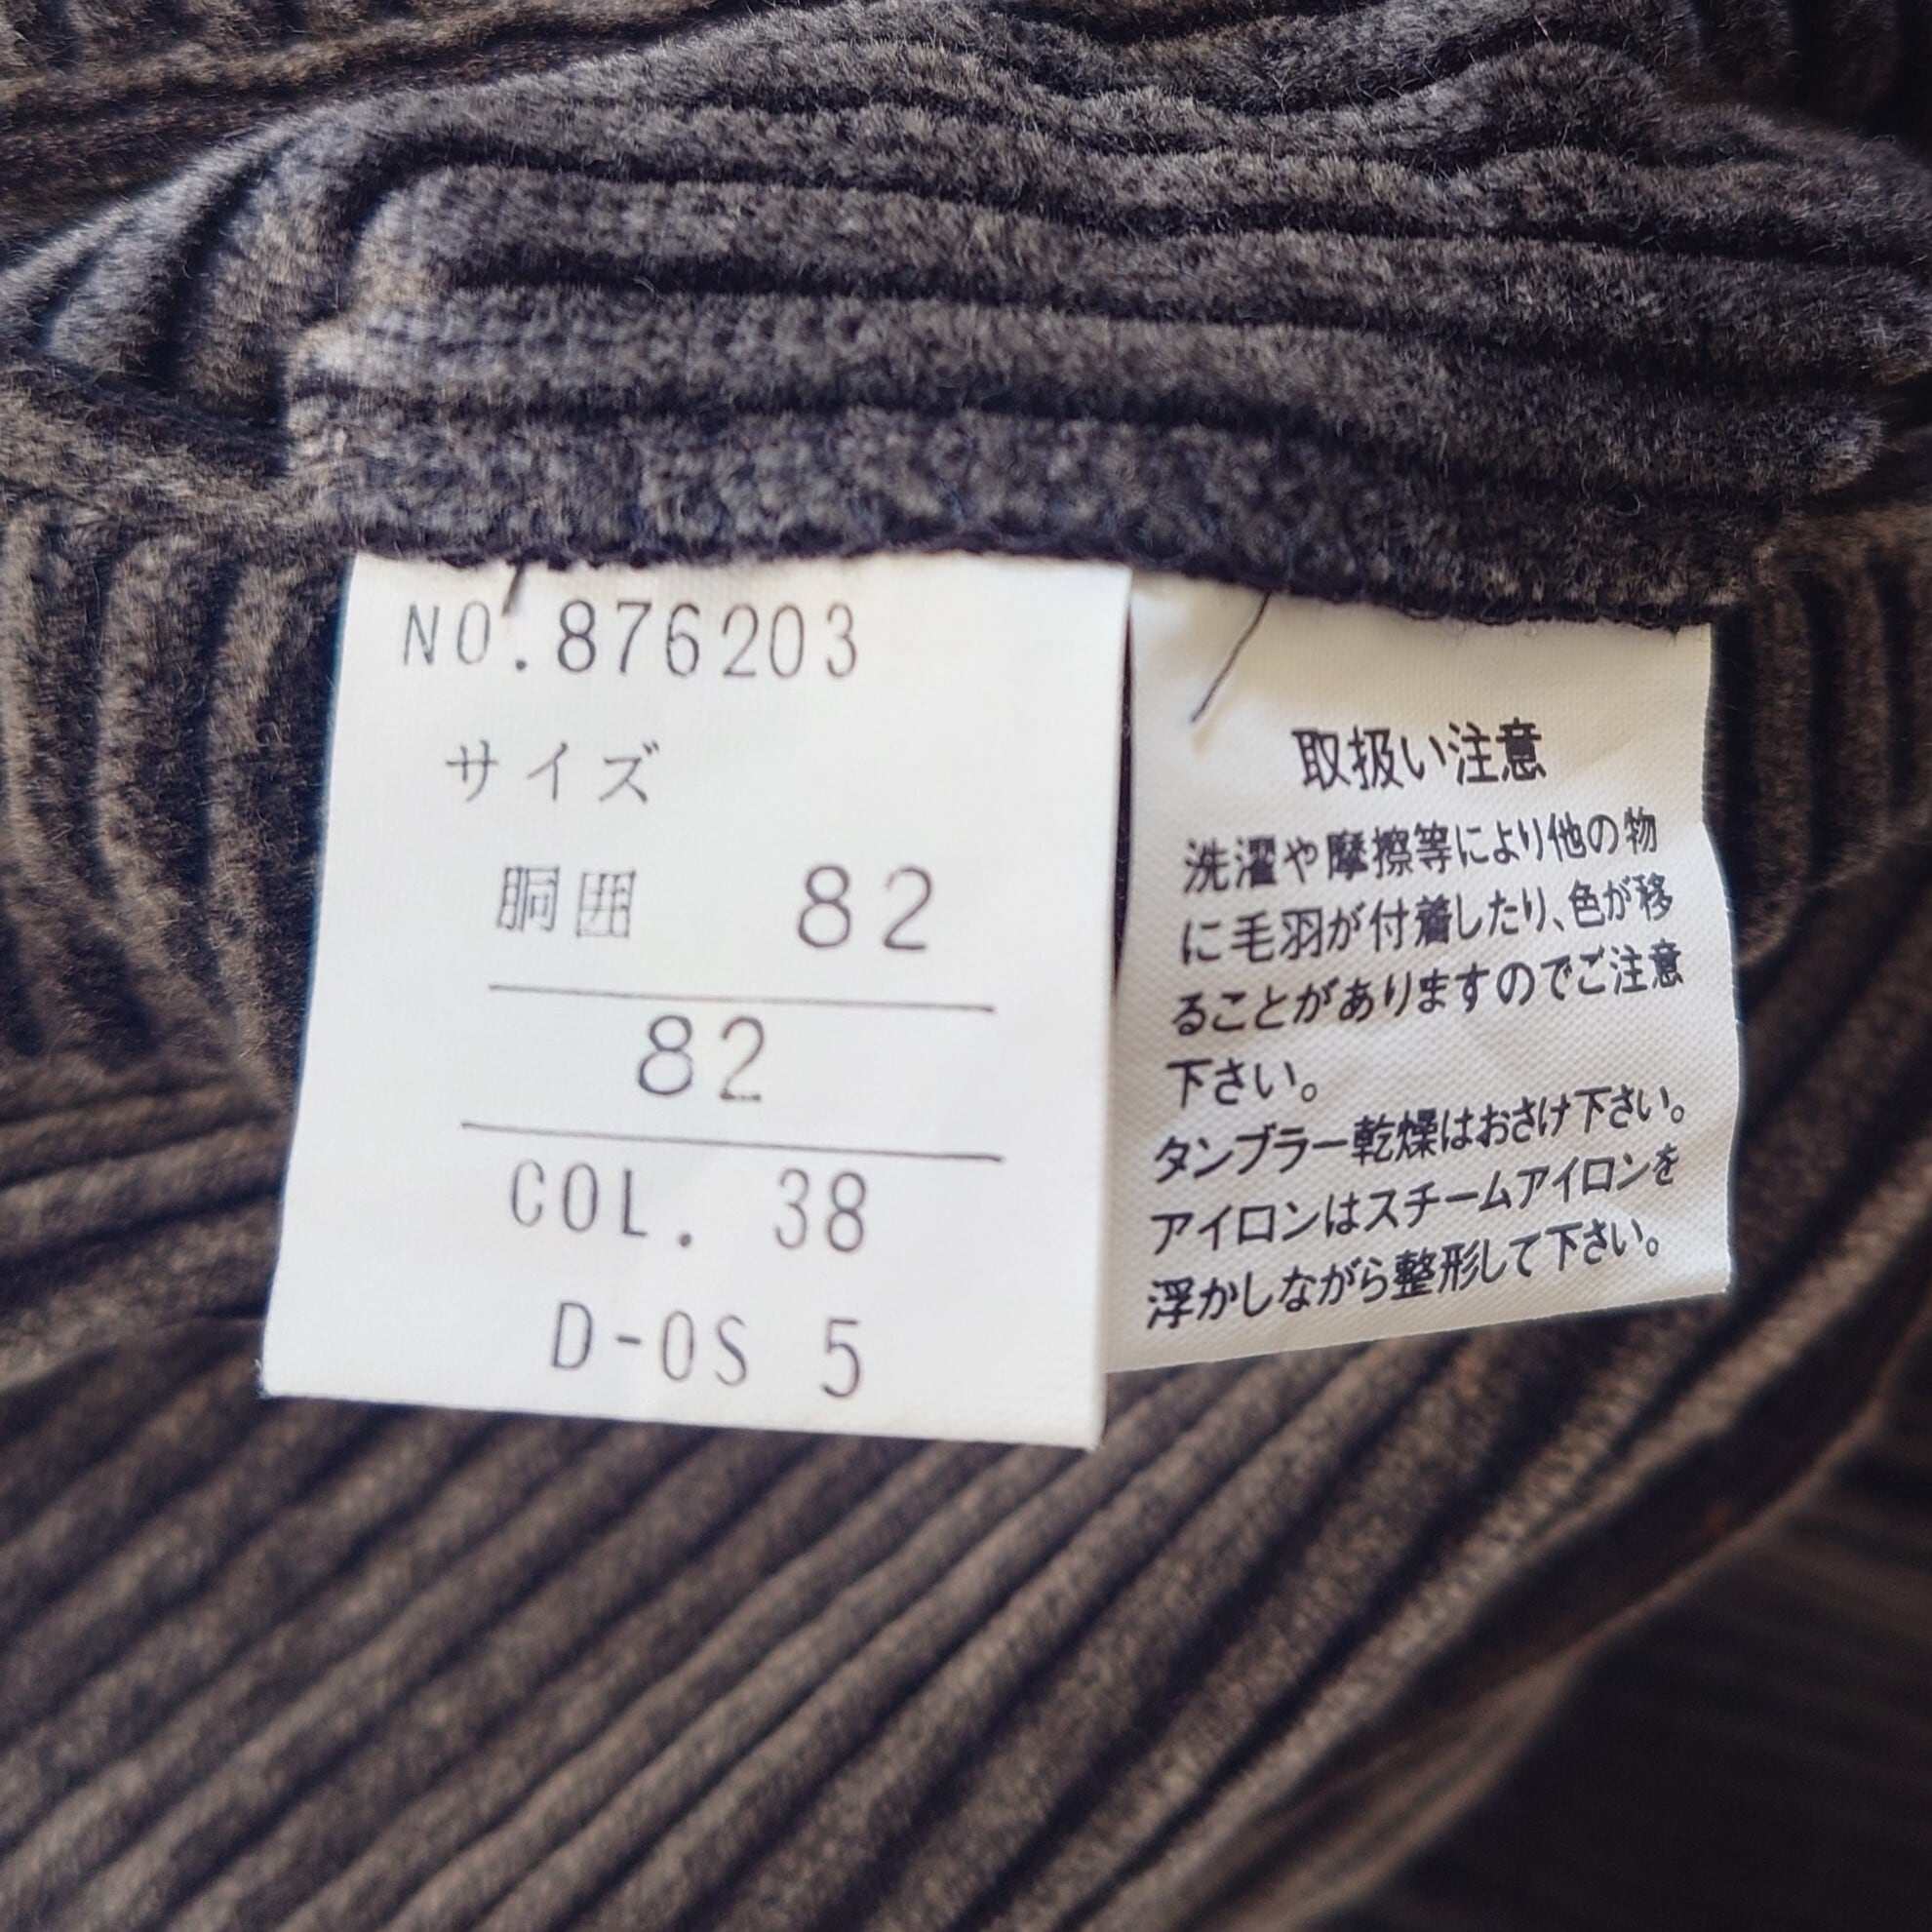 NO.876203
サイズ
胴囲 82
82
COL. 38
D-0S 5
取扱い注意
洗濯や摩擦等により他の物
に毛羽が付着したり、色が移
ることがありますのでご注意
下さい。
タンブラー乾燥はおさけ下さい。
アイロンはスチームアイロンを
浮かしながら整形して下さい。